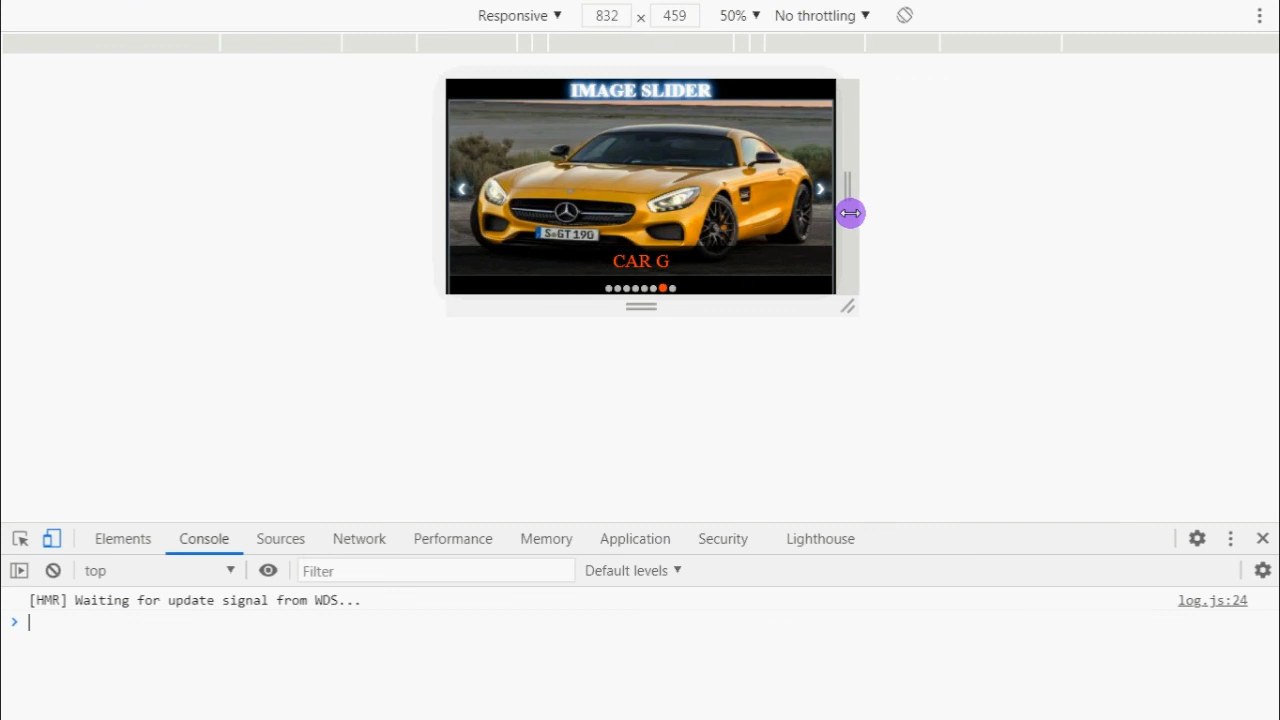 Responsive ▼ 832 × 459 50% ▼ No throttling ▼
IMAGE SLIDER
S·GT 190
CAR G
Elements Console Sources Network Performance Memory Application Security Lighthouse
top ▼ Filter Default levels ▼
[HMR] Waiting for update signal from WDS... log.js:24
>